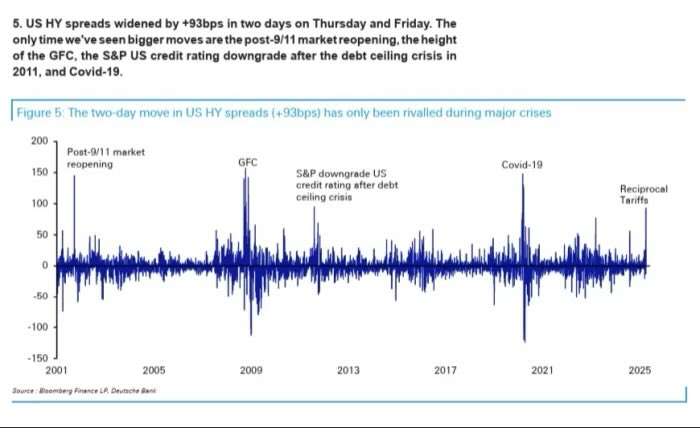 5. US HY spreads widened by +93bps in two days on Thursday and Friday. The
only time we've seen bigger moves are the post-9/11 market reopening, the height
of the GFC, the S&P US credit rating downgrade after the debt ceiling crisis in
2011, and Covid-19.
Figure 5: The two-day move in US HY spreads (+93bps) has only been rivalled during major crises
200
150
100
50
0
-50
-100
-150
Post-9/11 market
reopening
GFC
S&P downgrade US
credit rating after debt
ceiling crisis
Covid-19
Reciprocal
Tariffs
2001
2005
2009
2013
2017
2021
2025
Source: Bloomberg Finance LP, Deutsche Bank